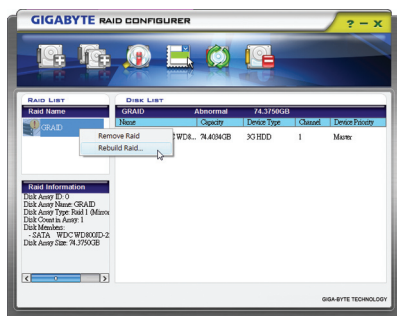 GIGABYTE RAID CONFIGURER
? - X
RAID LIST
DISK LIST
Raid Name
GRAID Abnormal 74.3750GB
GRAID
Name Capacity Device Type Channel Device Priority
WD8... 74.4034GB 3G HDD 1 Master
Remove Raid
Rebuild Raid...
Raid Information
Disk Array ID: 0
Disk Array Name: GRAID
Disk Array Type: Raid 1 (Mirror
Disk Count in Array: 1
Disk Members:
- SATA WDC WD800JD-2
Disk Array Size: 74.3750GB
GIGA-BYTE TECHNOLOGY